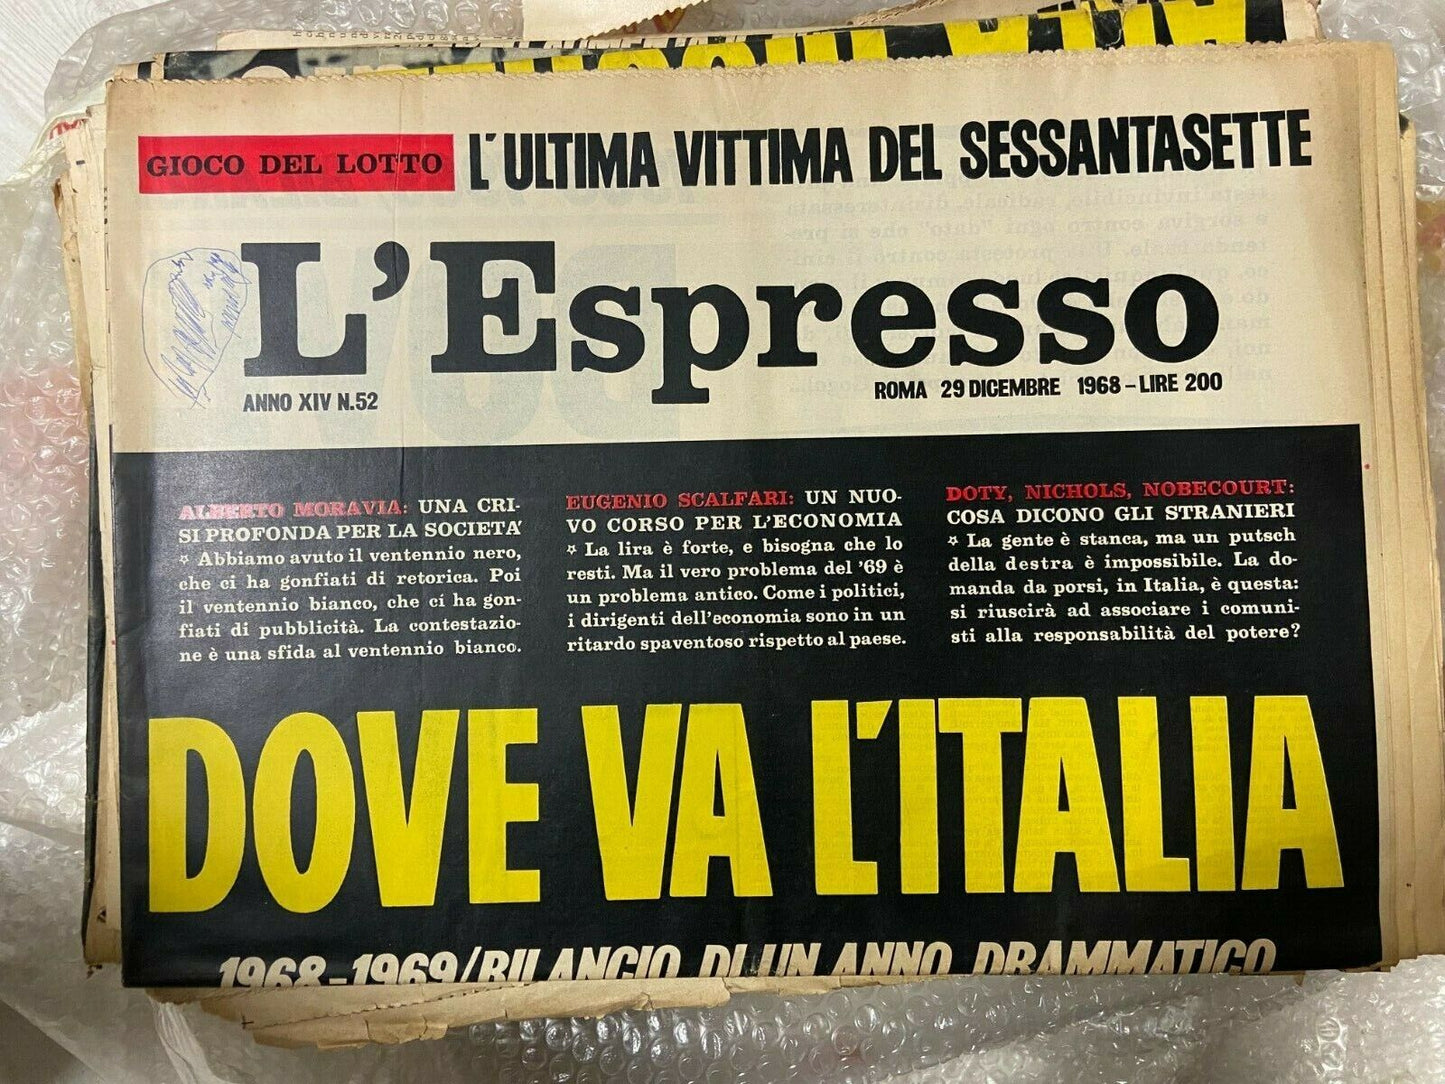 GIOCO DEL LOTTO L'ULTIMA VITTIMA DEL SESSANTASETTE
L'Espresso
ANNO XIV N.52
ROMA 29 DICEMBRE 1968 - LIRE 200
ALBERTO MORAVIA: UNA CRI-
SI PROFONDA PER LA SOCIETA'
☆ Abbiamo avuto il ventennio nero,
che ci ha gonfiati di retorica. Poi
il ventennio bianco, che ci ha gon-
fiati di pubblicità. La contestazio-
ne è una sfida al ventennio bianco.
EUGENIO SCALFARI: UN NUO-
VO CORSO PER L'ECONOMIA
☆ La lira è forte, e bisogna che lo
resti. Ma il vero problema del '69 è
un problema antico. Come i politici,
i dirigenti dell'economia sono in un
ritardo spaventoso rispetto al paese.
DOTY, NICHOLS, NOBECOURT:
COSA DICONO GLI STRANIERI
☆ La gente è stanca, ma un putsch
della destra è impossibile. La do-
manda da porsi, in Italia, è questa:
si riuscirà ad associare i comuni-
sti alla responsabilità del potere?
DOVE VA L'ITALIA
1968-1969/BILANCIO DI UN ANNO DRAMMATICO